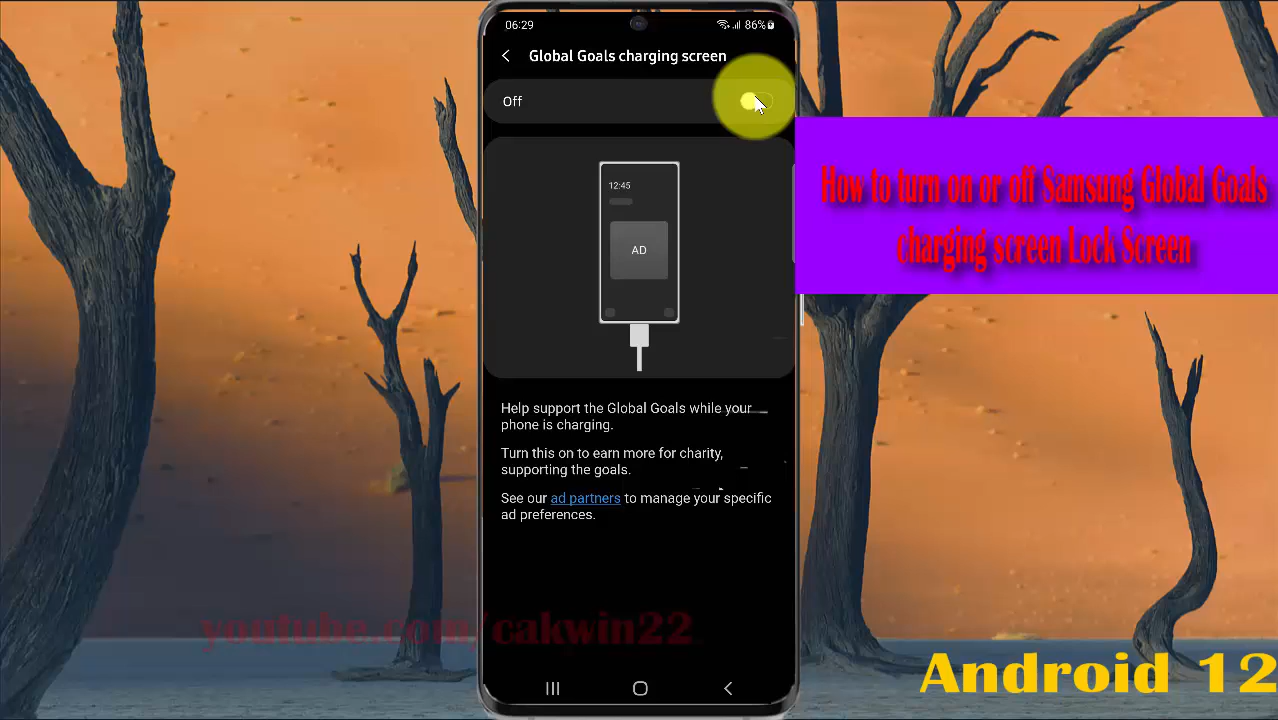 06:29
86%
Global Goals charging screen
Off
12:45
AD
Help support the Global Goals while your
phone is charging.
Turn this on to earn more for charity,
supporting the goals.
See our ad partners to manage your specific
ad preferences.
How to turn on or off Samsung Global Goals
charging screen Lock Screen
youtube.com/cakwin22
Android 12